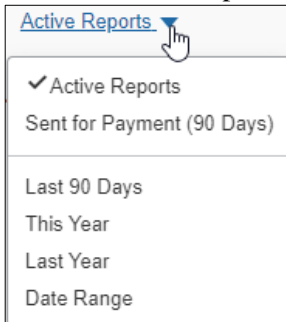 Active Reports
Active Reports
Sent for Payment (90 Days)
Last 90 Days
This Year
Last Year
Date Range